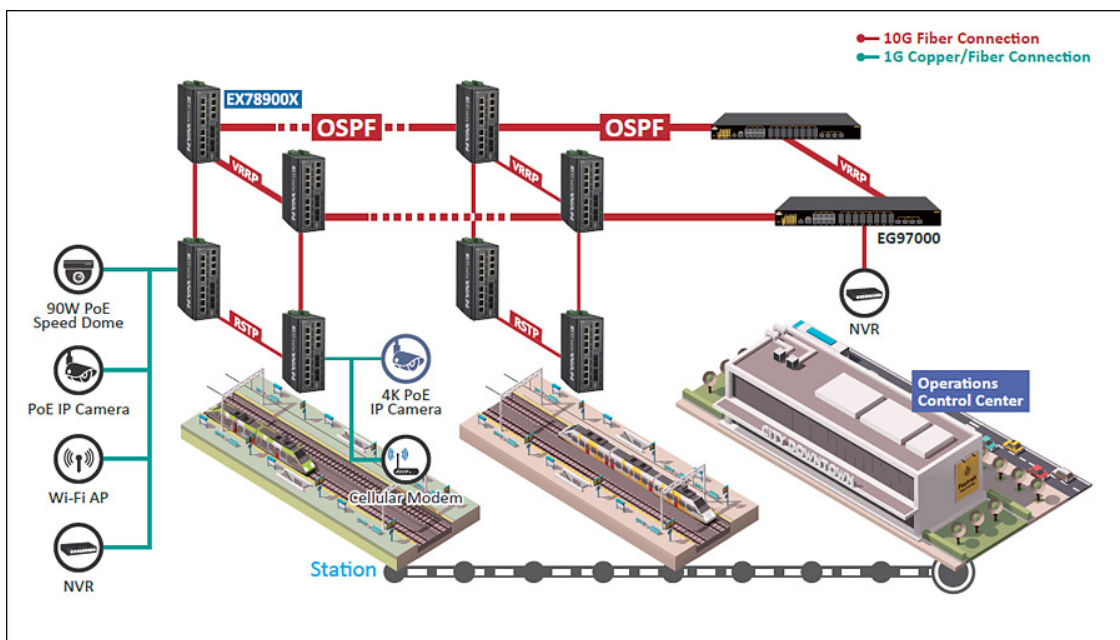 10G Fiber Connection
1G Copper/Fiber Connection
EX78900X
OSPF
OSPF
VRRP
VRRP
VRRP
EG97000
90W PoE
Speed Dome
RSTP
RSTP
NVR
PoE IP Camera
4K PoE
IP Camera
Operations
Control Center
CITY DOWNTOWN
Wi-Fi AP
Cellular Modem
NVR
Station